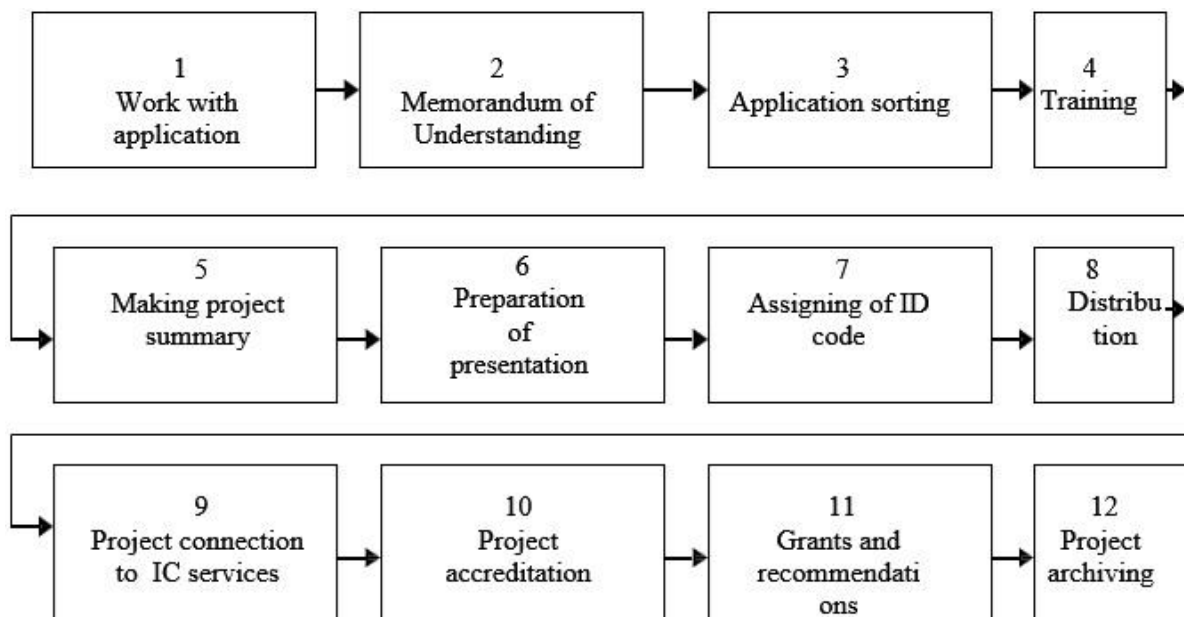 1
Work with
application
2
Memorandum of
Understanding
3
Application sorting
4
Training
5
Making project
summary
6
Preparation
of
presentation
7
Assigning of ID
code
8
Distribu
tion
9
Project connection
to IC services
10
Project
accreditation
11
Grants and
recommendati
ons
12
Project
archiving